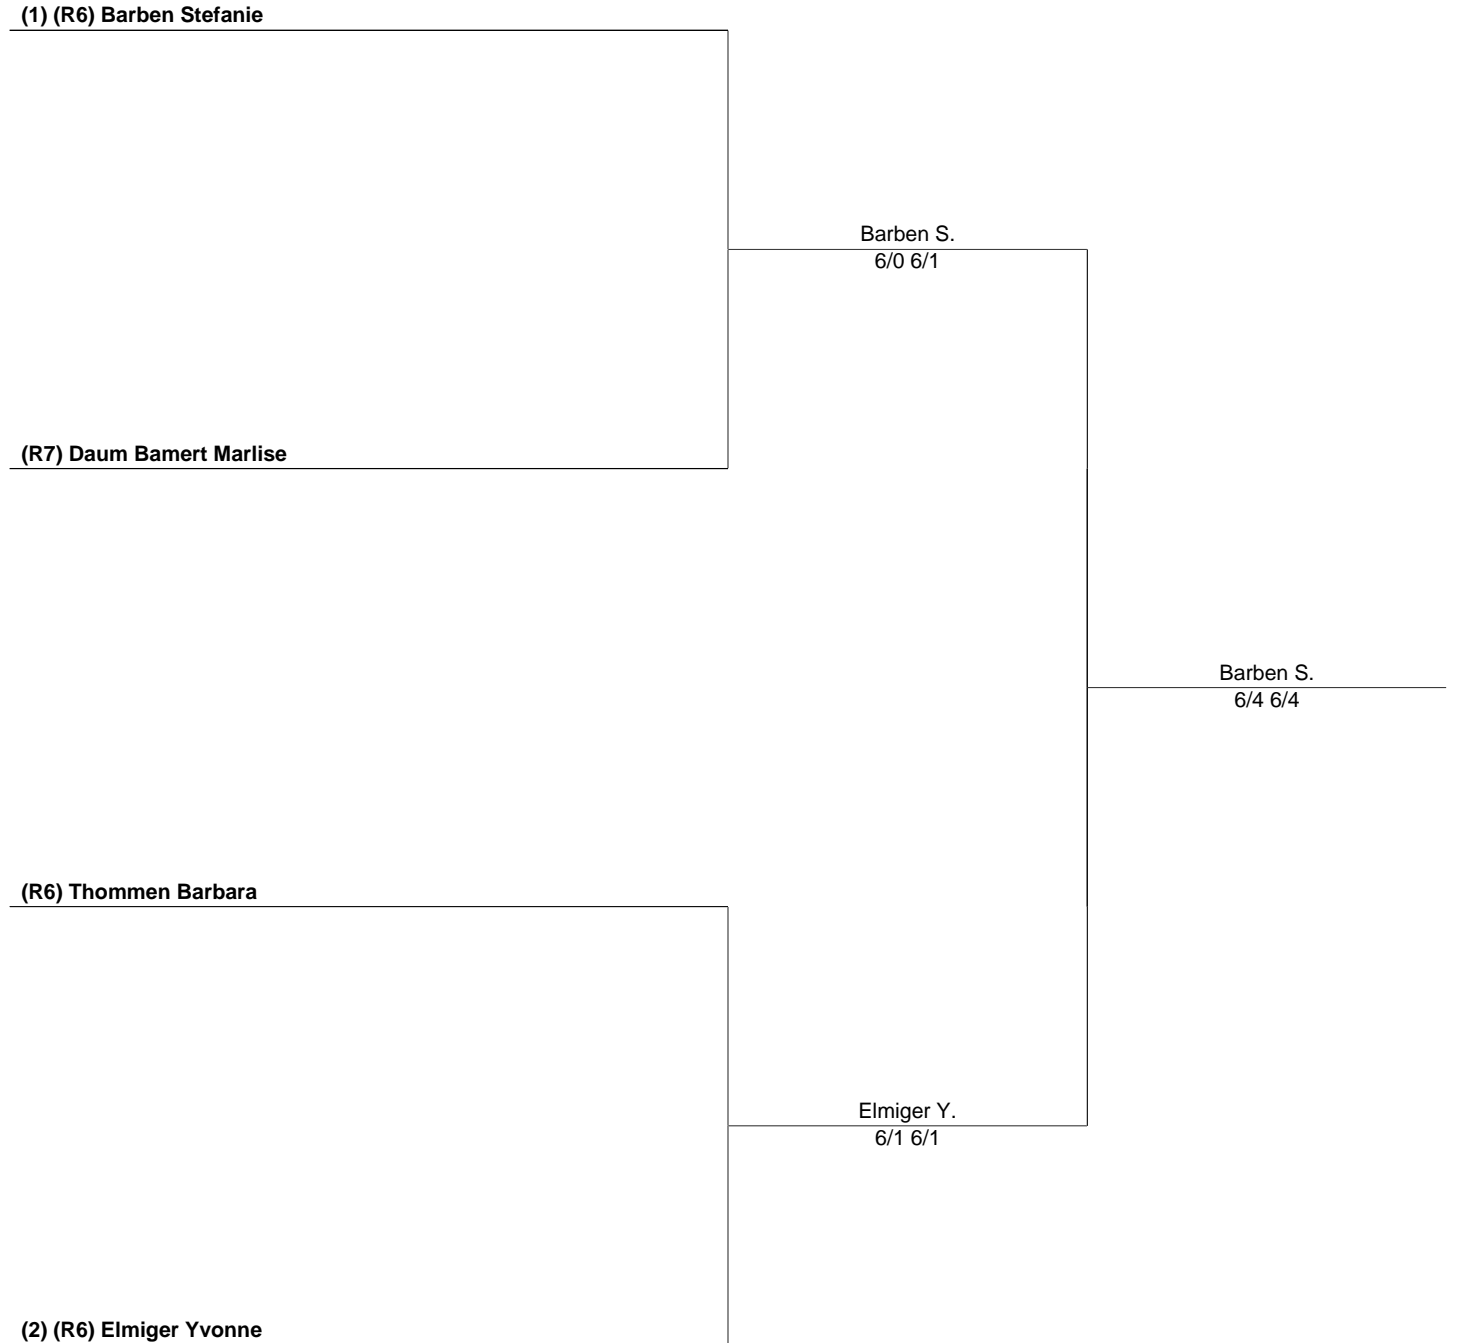 (1) (R6) Barben Stefanie
Barben S.
6/0 6/1
(R7) Daum Bamert Marlise
Barben S.
6/4 6/4
(R6) Thommen Barbara
Elmiger Y.
6/1 6/1
(2) (R6) Elmiger Yvonne